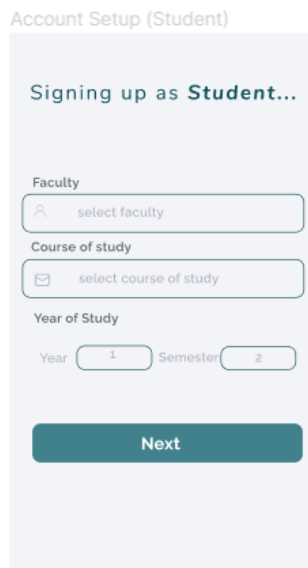 Account Setup (Student)
Signing up as Student...
Faculty
select faculty
Course of study
select course of study
Year of Study
Year 1 Semester 2
Next